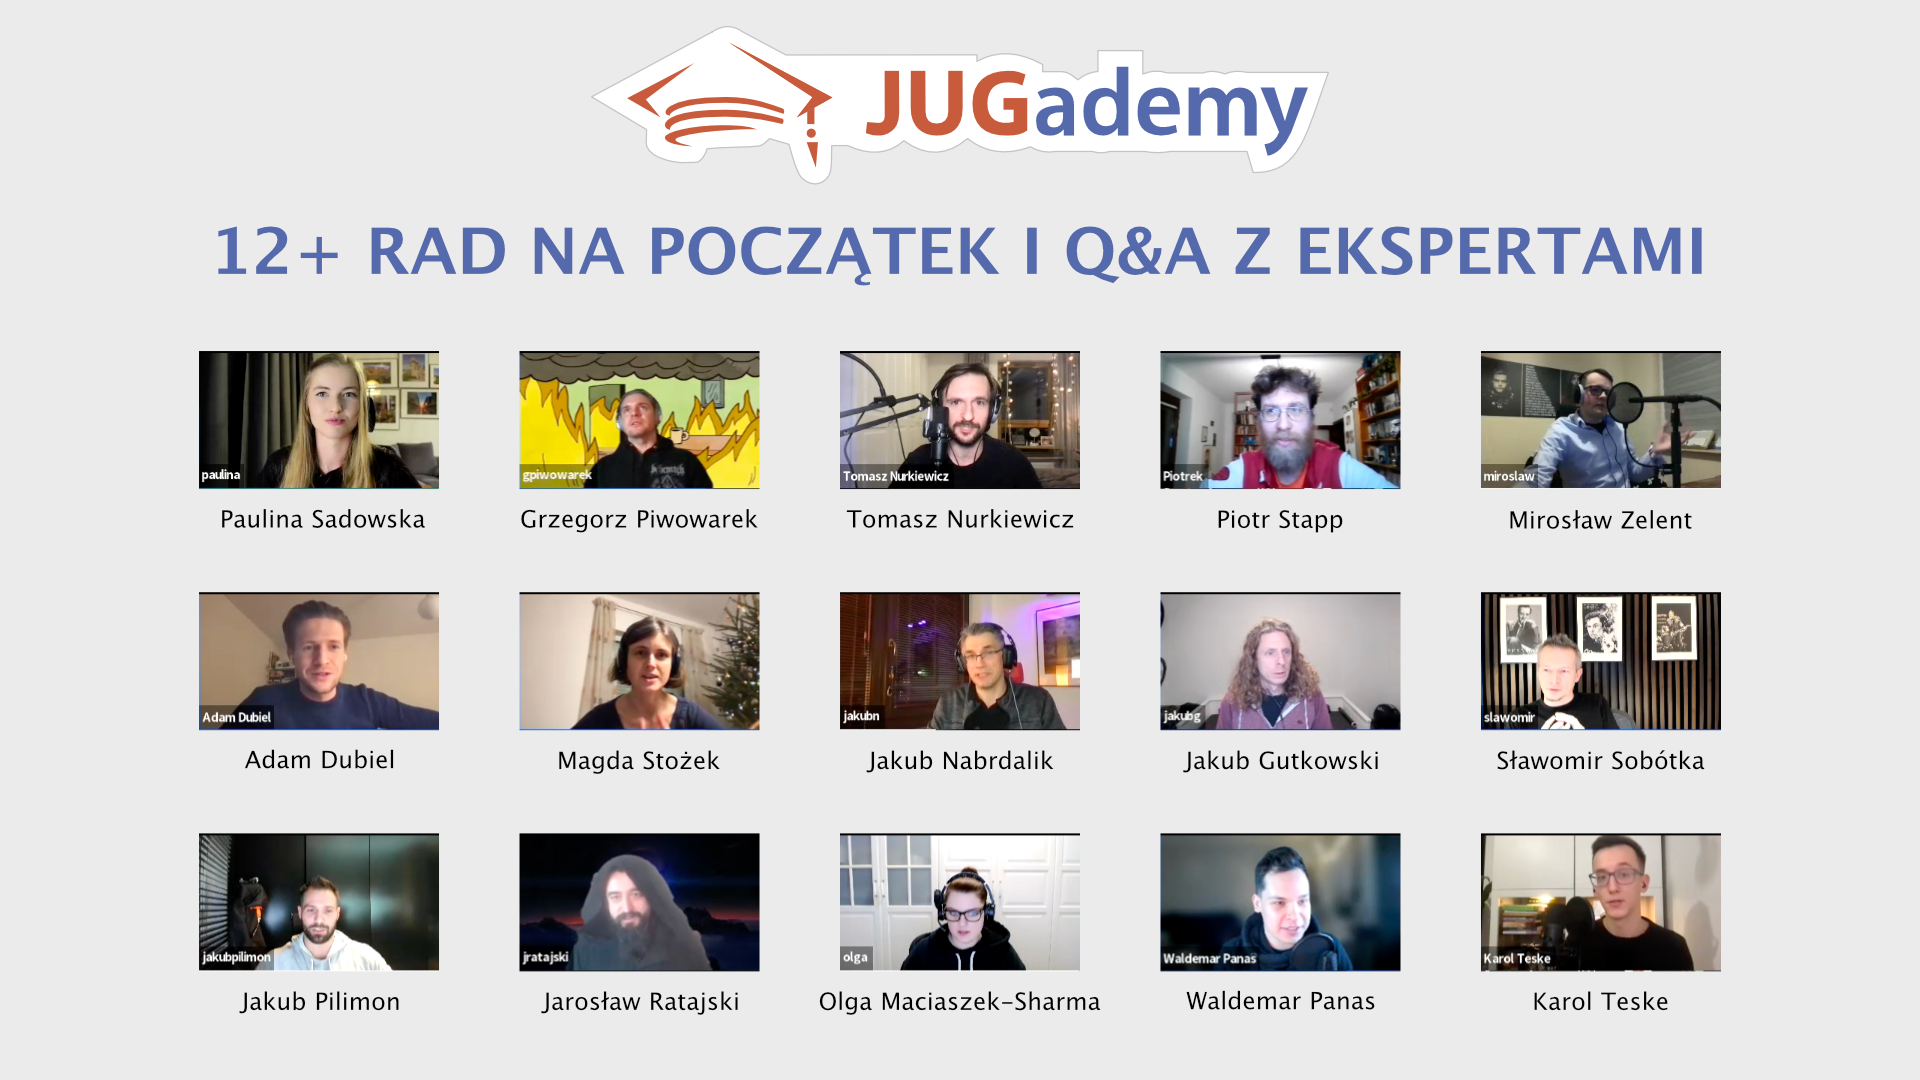 JUGademy
12+ RAD NA POCZĄTEK I Q&A Z EKSPERTAMI
paulina
gpiwowarek
Tomasz Nurkiewicz
Piotrek
miroslaw
Paulina Sadowska
Grzegorz Piwowarek
Tomasz Nurkiewicz
Piotr Stapp
Mirosław Zelent
Adam Dubiel
jakubn
jakubg
slawomir
Adam Dubiel
Magda Stożek
Jakub Nabrdalik
Jakub Gutkowski
Sławomir Sobótka
jakubpilimon
jratajski
olga
Waldemar Panas
Karol Teske
Jakub Pilimon
Jarosław Ratajski
Olga Maciaszek-Sharma
Waldemar Panas
Karol Teske